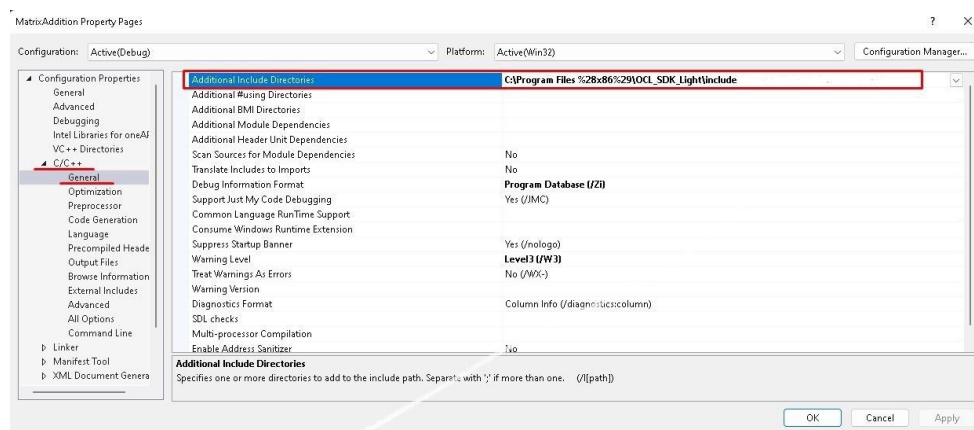 MatrixAddition Property Pages ? ×
Configuration: Active(Debug) Platform: Active(Win32) Configuration Manager...
Configuration Properties
General
Advanced
Debugging
Intel Libraries for oneAP
VC++ Directories
C/C++
General
Optimization
Preprocessor
Code Generation
Language
Precompiled Heade
Output Files
Browse Information
External Includes
Advanced
All Options
Command Line
Linker
Manifest Tool
XML Document Genera
Additional Include Directories C:\Program Files %28x86%29\OCL_SDK_Light\include
Additional #using Directories
Additional BMI Directories
Additional Module Dependencies
Additional Header Unit Dependencies
Scan Sources for Module Dependencies No
Translate Includes to Imports No
Debug Information Format Program Database (/Zi)
Support Just My Code Debugging Yes (/JMC)
Common Language RunTime Support
Consume Windows Runtime Extension
Suppress Startup Banner Yes (/nologo)
Warning Level Level3 (/W3)
Treat Warnings As Errors No (/WX-)
Warning Version
Diagnostics Format Column Info (/diagnostics:column)
SDL checks
Multi-processor Compilation
Enable Address Sanitizer No
Additional Include Directories
Specifies one or more directories to add to the include path. Separate with ';' if more than one. (/I[path])
OK Cancel Apply